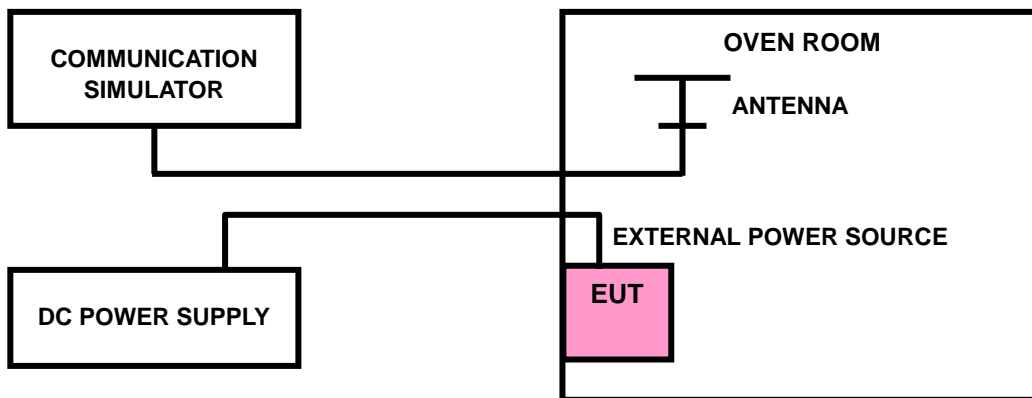 COMMUNICATION
SIMULATOR
OVEN ROOM
ANTENNA
EXTERNAL POWER SOURCE
DC POWER SUPPLY
EUT